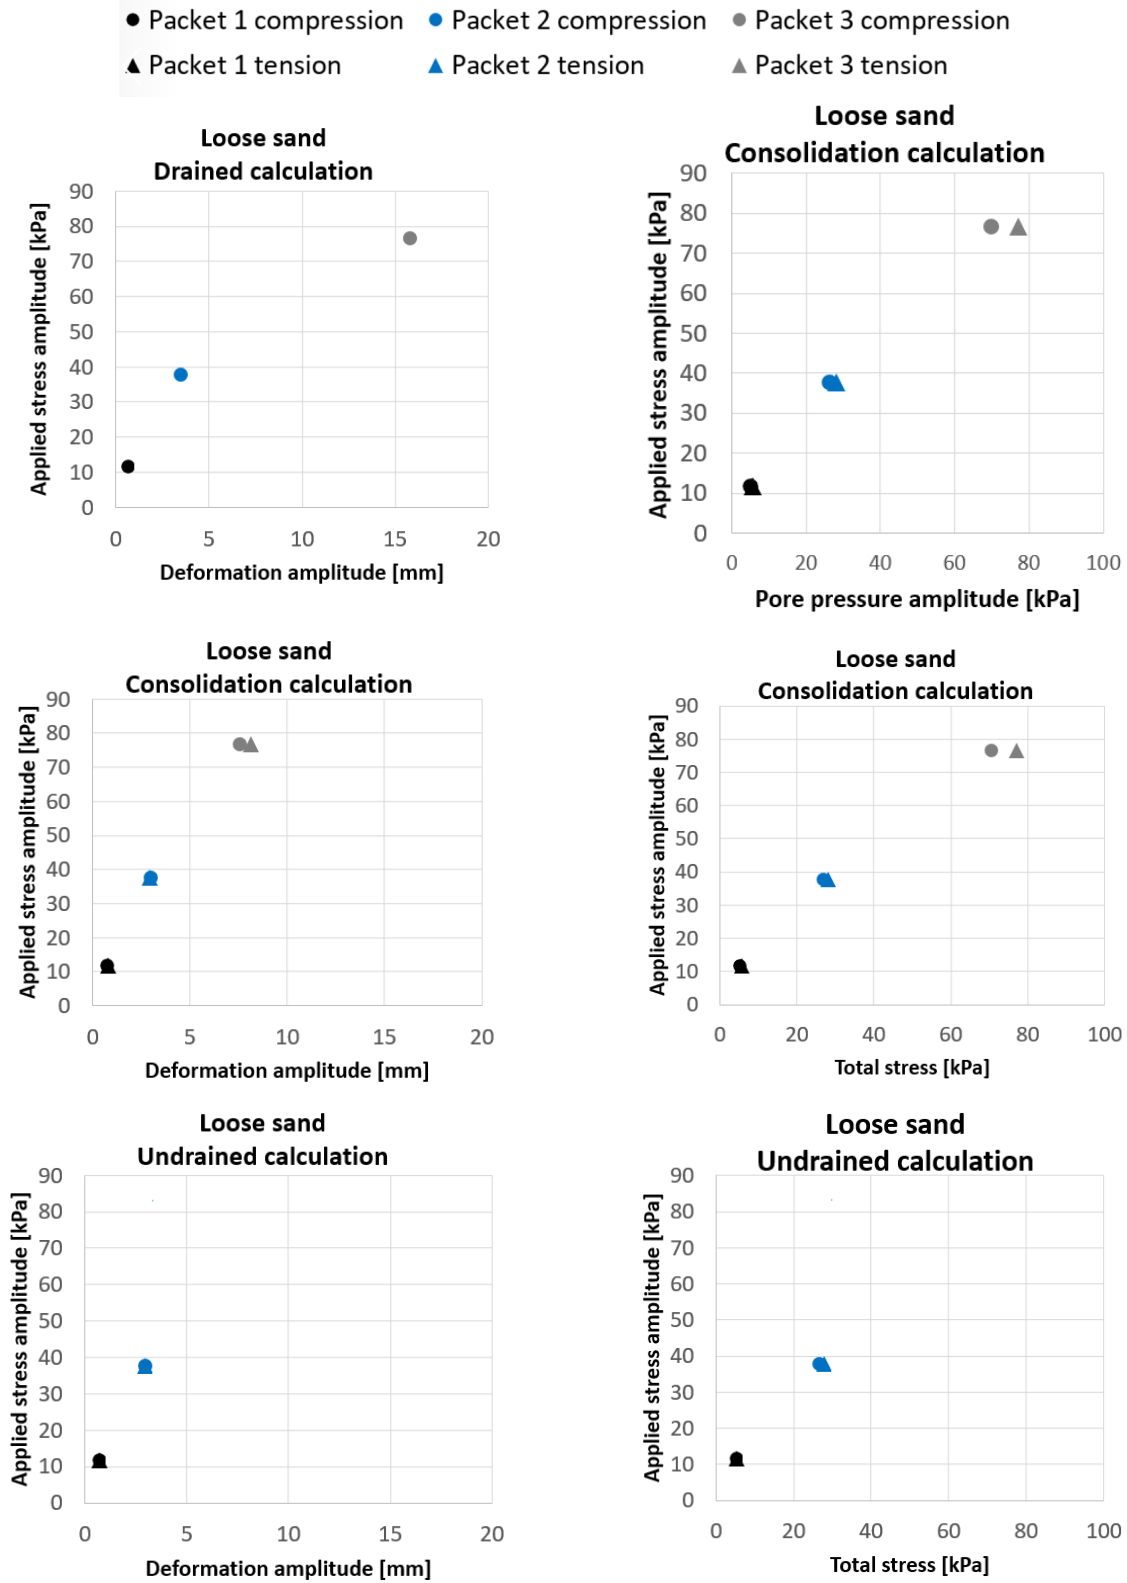 Packet 1 compression
Packet 2 compression
Packet 3 compression
Packet 1 tension
Packet 2 tension
Packet 3 tension
Loose sand
Drained calculation
Applied stress amplitude [kPa]
90
80
70
60
50
40
30
20
10
0
0 5 10 15 20
Deformation amplitude [mm]
Loose sand
Consolidation calculation
Applied stress amplitude [kPa]
90
80
70
60
50
40
30
20
10
0
0 20 40 60 80 100
Pore pressure amplitude [kPa]
Loose sand
Consolidation calculation
Applied stress amplitude [kPa]
90
80
70
60
50
40
30
20
10
0
0 5 10 15 20
Deformation amplitude [mm]
Loose sand
Consolidation calculation
Applied stress amplitude [kPa]
90
80
70
60
50
40
30
20
10
0
0 20 40 60 80 100
Total stress [kPa]
Loose sand
Undrained calculation
Applied stress amplitude [kPa]
90
80
70
60
50
40
30
20
10
0
0 5 10 15 20
Deformation amplitude [mm]
Loose sand
Undrained calculation
Applied stress amplitude [kPa]
90
80
70
60
50
40
30
20
10
0
0 20 40 60 80 100
Total stress [kPa]